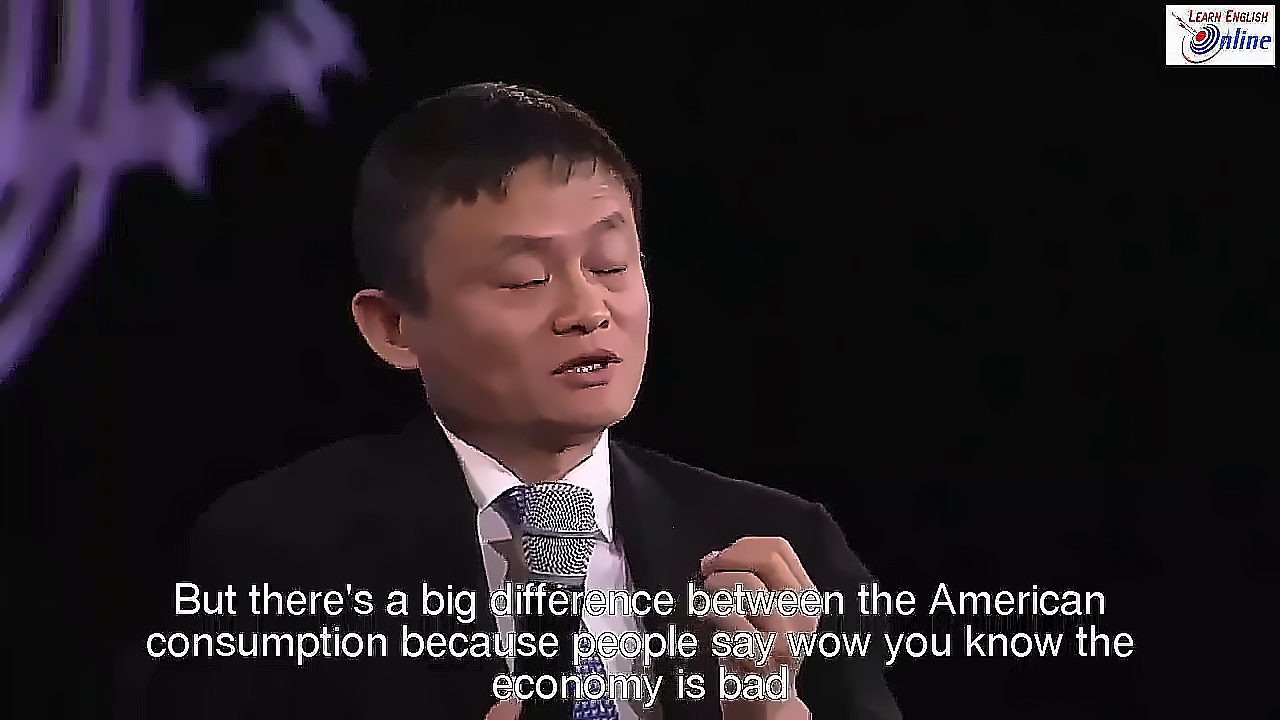 LEARN ENGLISH
Online
But there's a big difference between the American
consumption because people say wow you know the
economy is bad